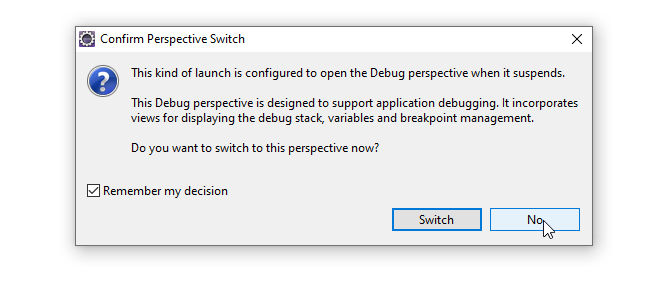 Confirm Perspective Switch
This kind of launch is configured to open the Debug perspective when it suspends.
This Debug perspective is designed to support application debugging. It incorporates
views for displaying the debug stack, variables and breakpoint management.
Do you want to switch to this perspective now?
Remember my decision
Switch
No